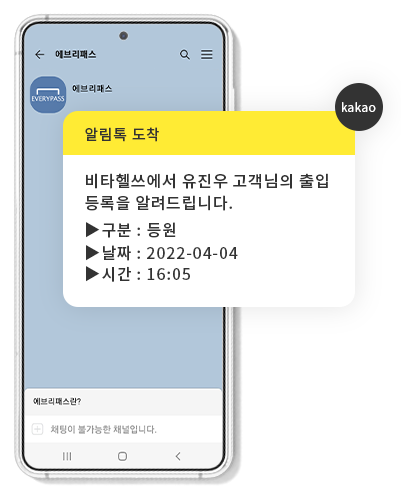 에브리패스
에브리패스
EVERYPASS
kakao
알림톡 도착
비타헬쓰에서 유진우 고객님의 출입
등록을 알려드립니다.
▶구분 : 등원
▶날짜 : 2022-04-04
▶시간 : 16:05
에브리패스란?
채팅이 불가능한 채널입니다.